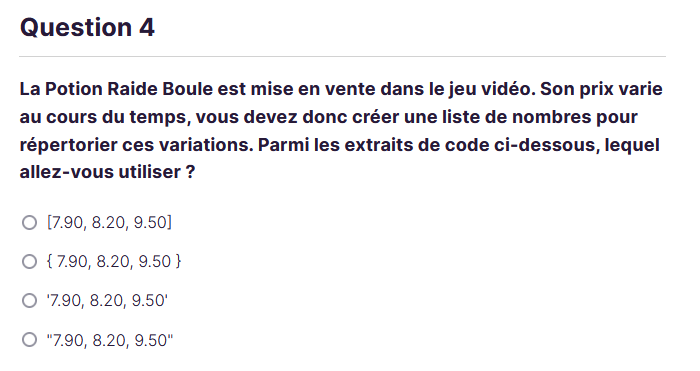 Question 4
La Potion Raide Boule est mise en vente dans le jeu vidéo. Son prix varie
au cours du temps, vous devez donc créer une liste de nombres pour
répertorier ces variations. Parmi les extraits de code ci-dessous, lequel
allez-vous utiliser ?
[7.90, 8.20, 9.50]
{ 7.90, 8.20, 9.50 }
'7.90, 8.20, 9.50'
"7.90, 8.20, 9.50"